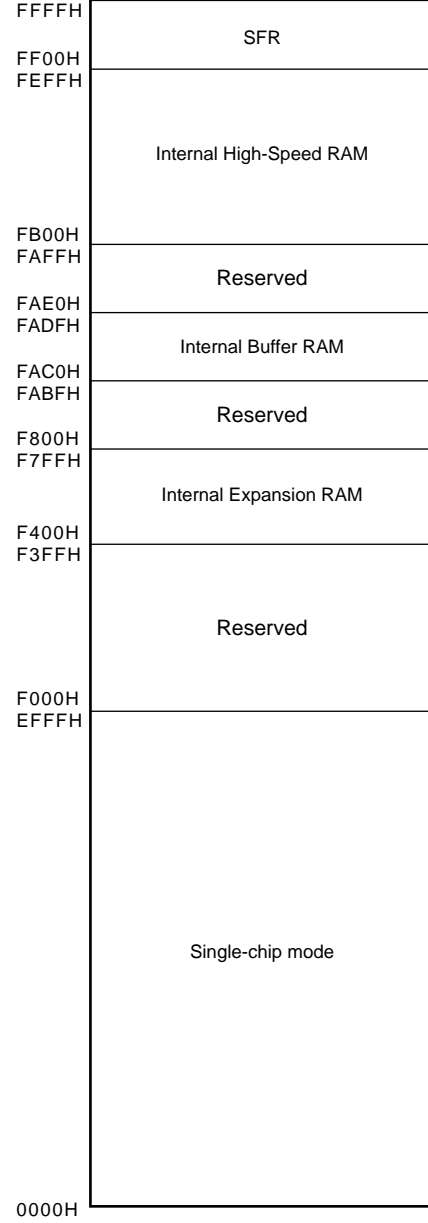 FFFFH
SFR
FF00H
FEFFH
Internal High-Speed RAM
FB00H
FAFFH
Reserved
FAE0H
FADFH
Internal Buffer RAM
FAC0H
FABFH
Reserved
F800H
F7FFH
Internal Expansion RAM
F400H
F3FFH
Reserved
F000H
EFFFH
Single-chip mode
0000H